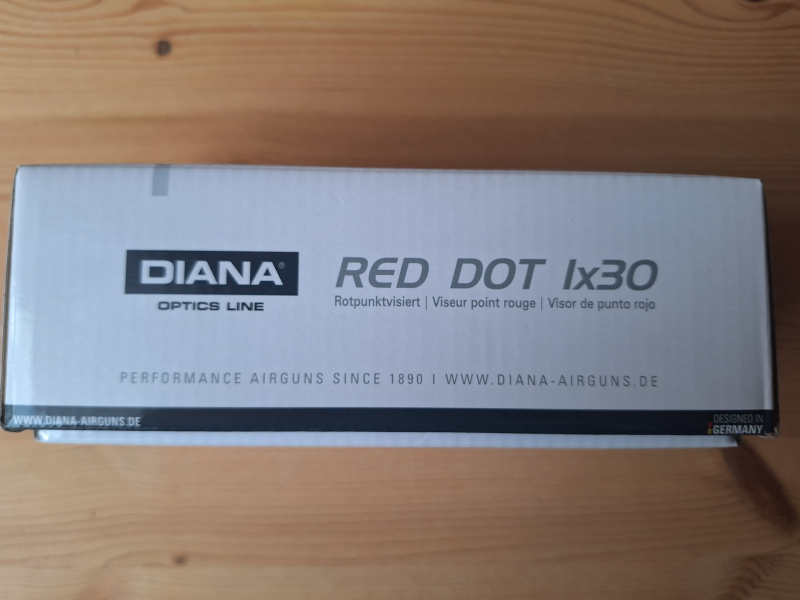 DIANA®
OPTICS LINE
RED DOT 1x30
Rotpunktvisiert | Viseur point rouge | Visor de punto rojo
PERFORMANCE AIRGUNS SINCE 1890 | WWW.DIANA-AIRGUNS.DE
WWW.DIANA-AIRGUNS.DE
DESIGNED IN
GERMANY